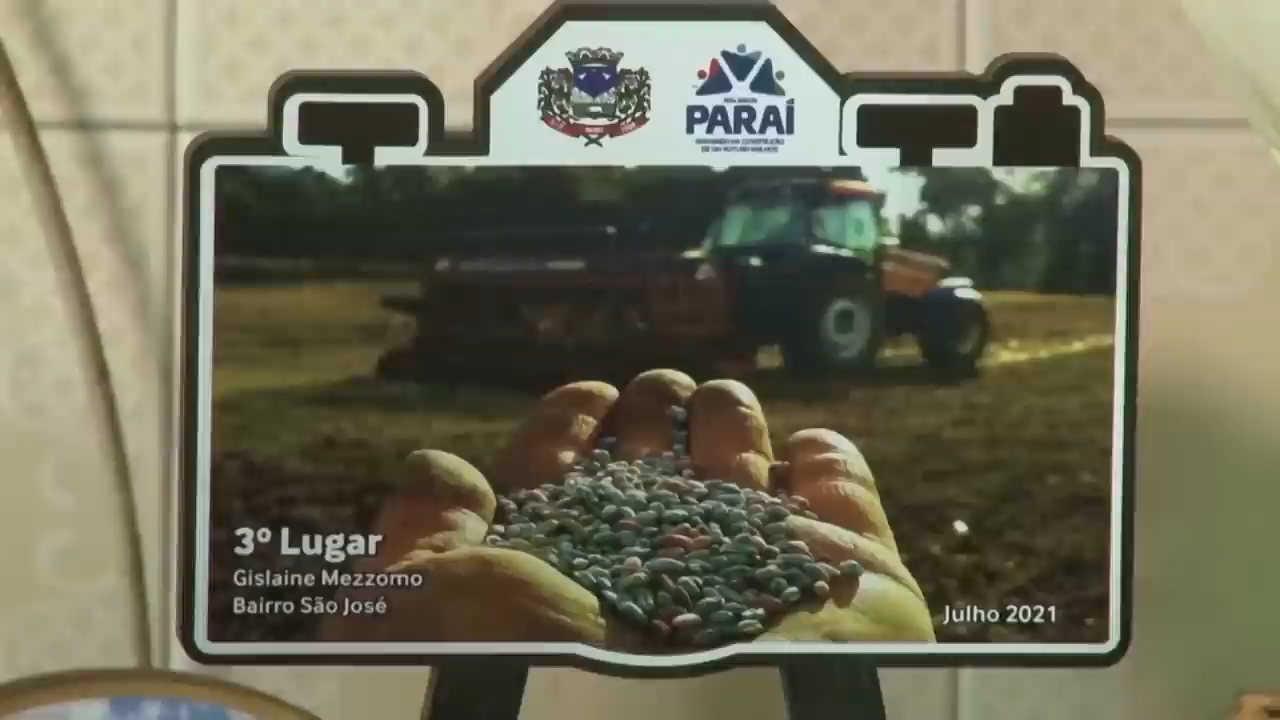 PARAÍ
3º Lugar
Gislaine Mezzomo
Bairro São José
Julho 2021